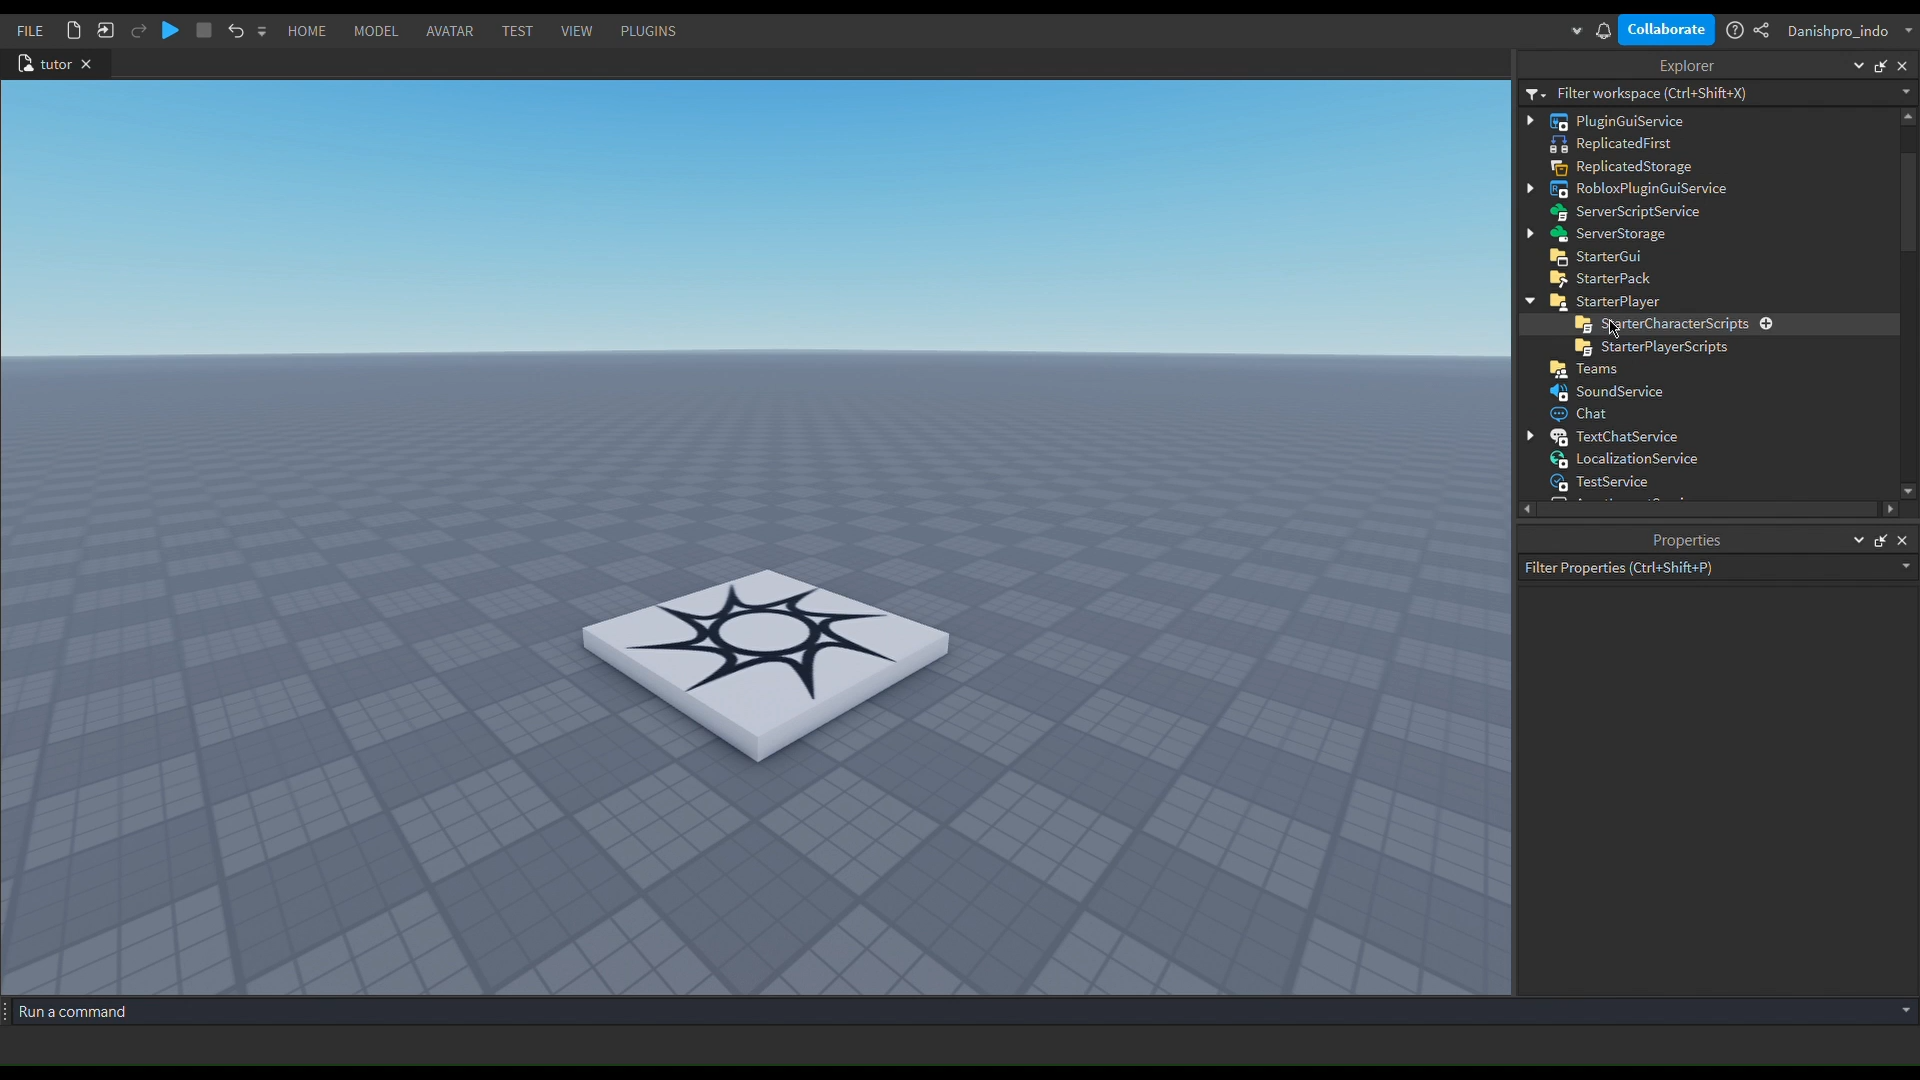 FILE
HOME
MODEL
AVATAR
TEST
VIEW
PLUGINS
Collaborate
Danishpro_indo
tutor
Explorer
Filter workspace (Ctrl+Shift+X)
PluginGuiService
ReplicatedFirst
ReplicatedStorage
RobloxPluginGuiService
ServerScriptService
ServerStorage
StarterGui
StarterPack
StarterPlayer
StarterCharacterScripts
StarterPlayerScripts
Teams
SoundService
Chat
TextChatService
LocalizationService
TestService
Properties
Filter Properties (Ctrl+Shift+P)
Run a command